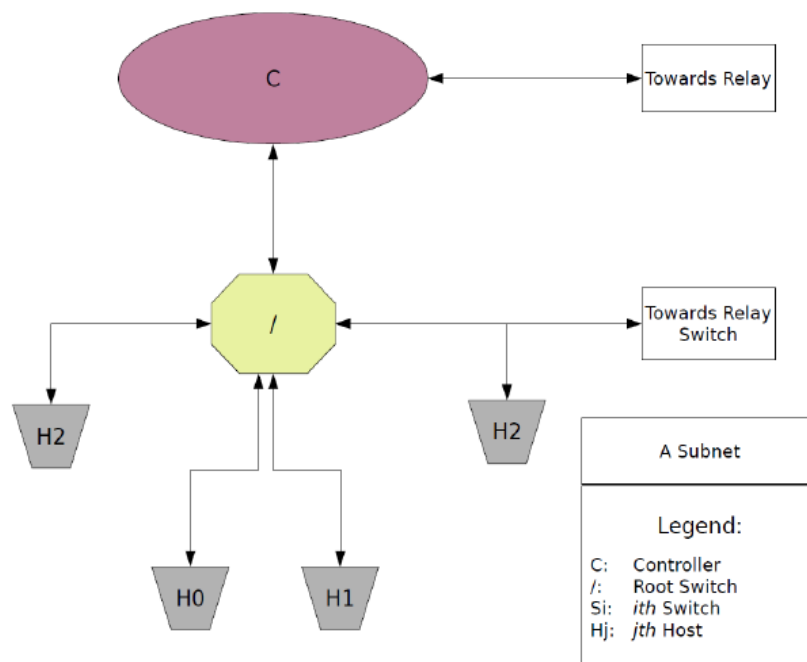 C
Towards Relay
/
Towards Relay
Switch
H2
H2
H0
H1
A Subnet
Legend:
C: Controller
/: Root Switch
Si: ith Switch
Hj: jth Host